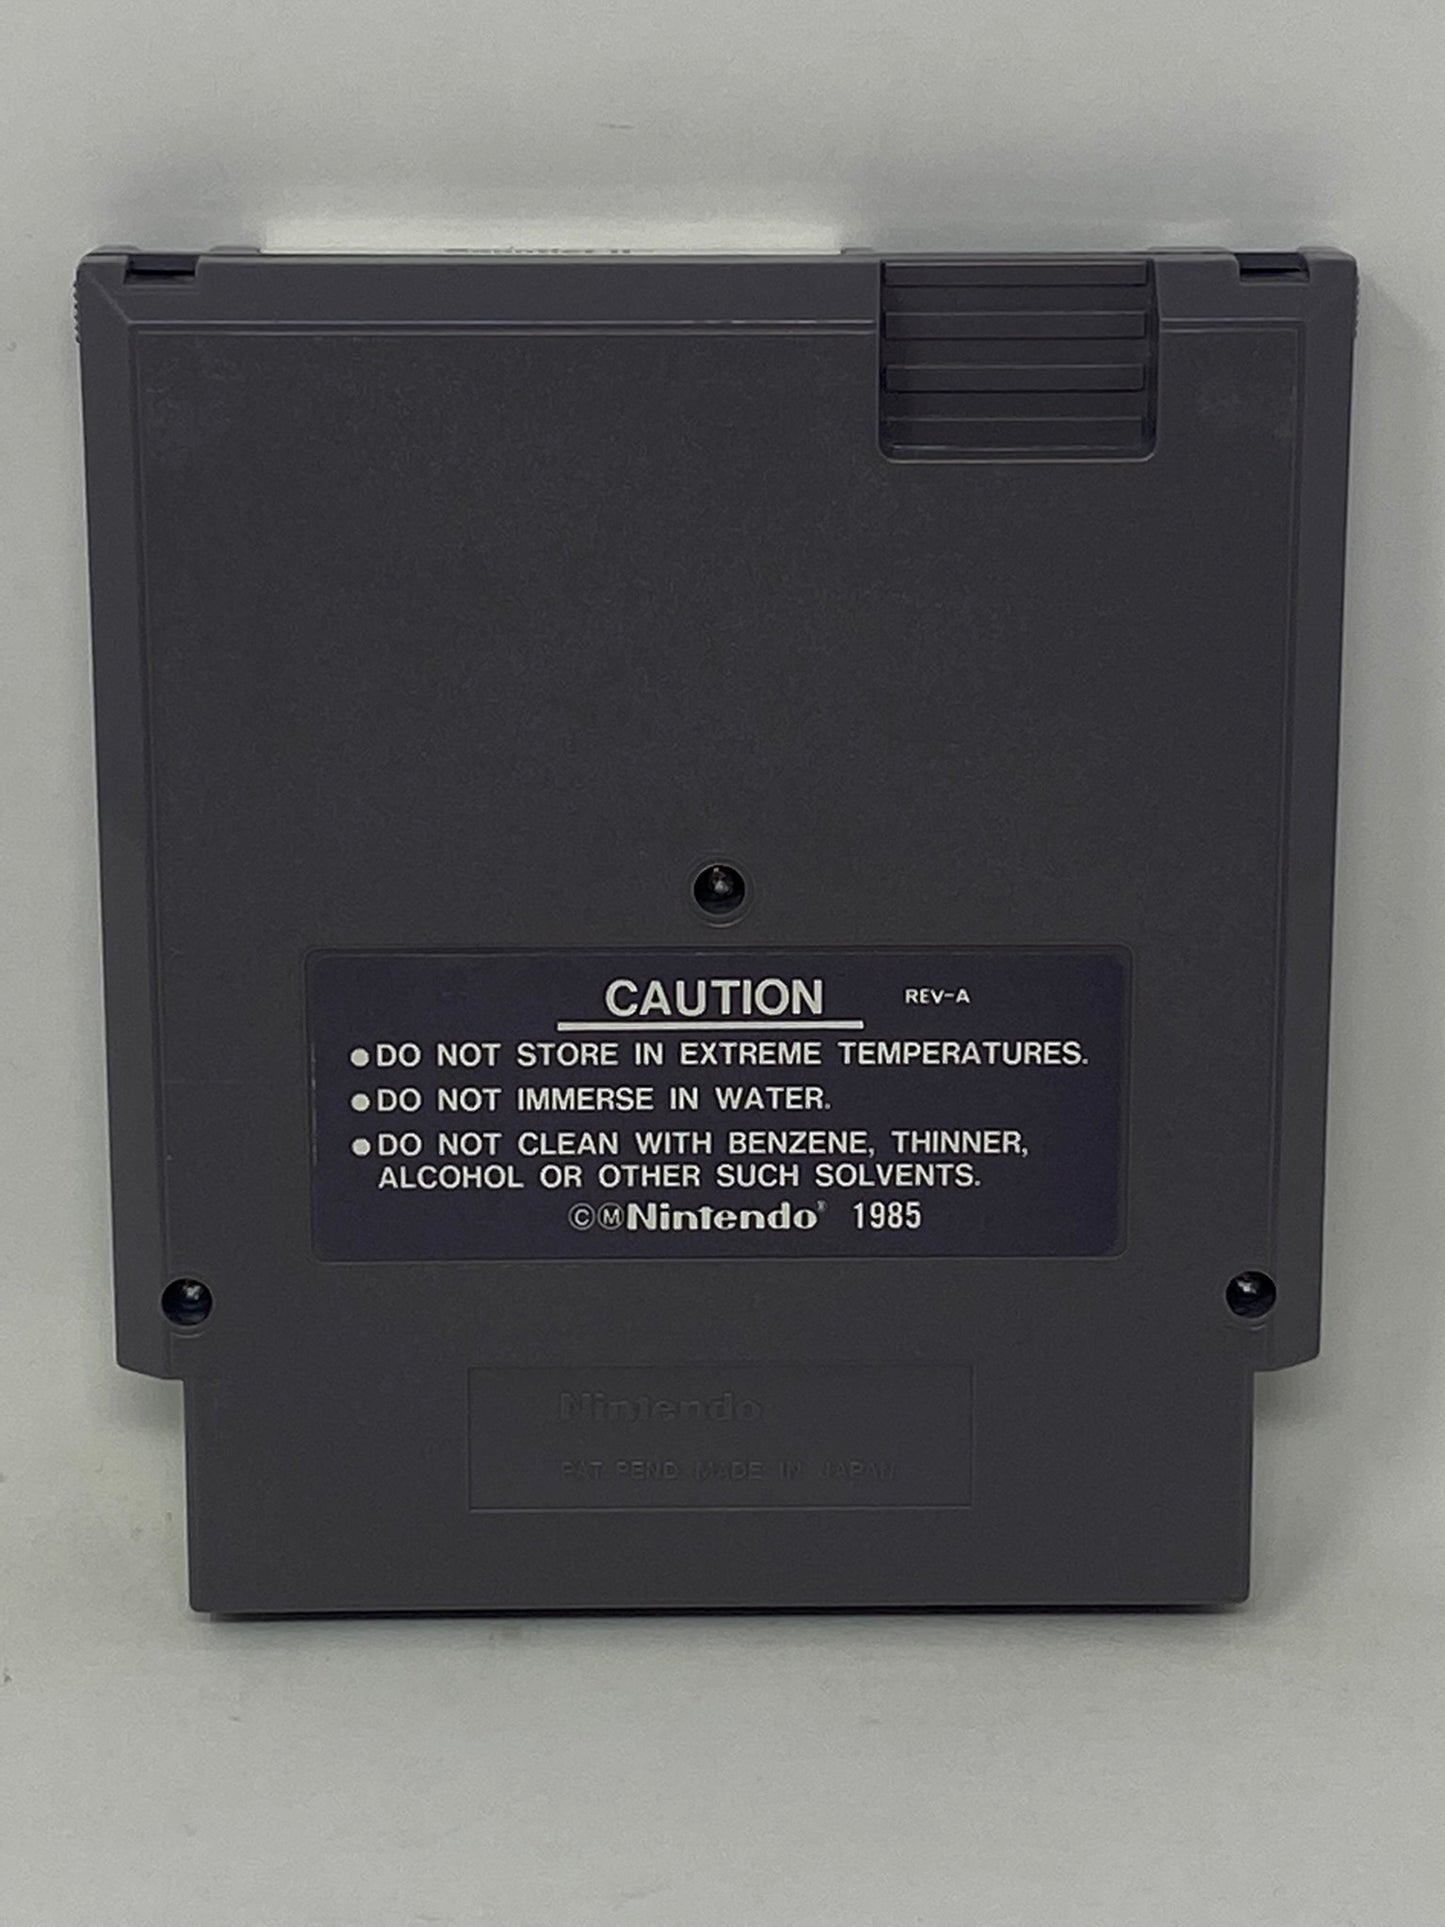 CAUTION REV-A
●DO NOT STORE IN EXTREME TEMPERATURES.
●DO NOT IMMERSE IN WATER.
●DO NOT CLEAN WITH BENZENE, THINNER,
ALCOHOL OR OTHER SUCH SOLVENTS.
©ⓂNintendo® 1985
Nintendo
PAT. PEND. MADE IN JAPAN